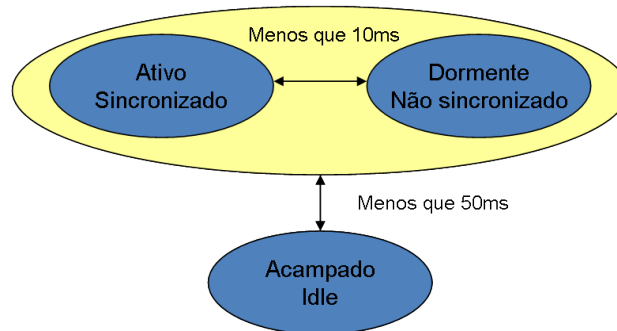 Menos que 10ms
Ativo
Sincronizado
Dormente
Não sincronizado
Menos que 50ms
Acampado
Idle